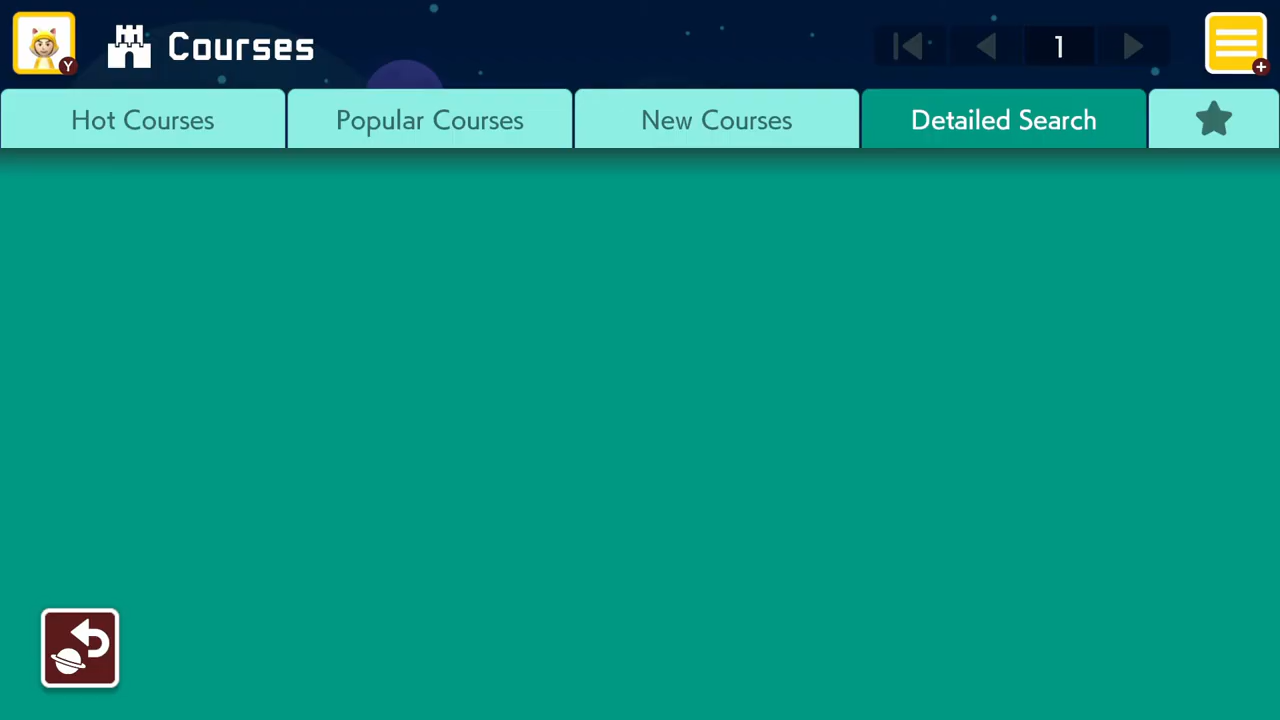 Y
Courses
1
+
Hot Courses
Popular Courses
New Courses
Detailed Search